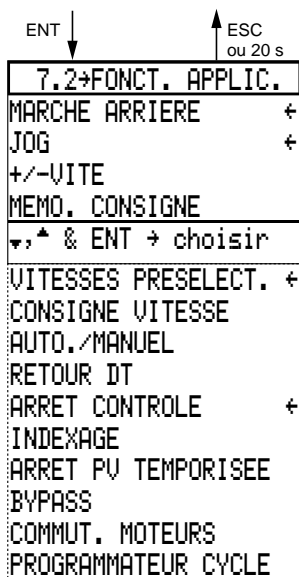 ENT
ESC
ou 20 s
7.2→FONCT. APPLIC.
MARCHE ARRIERE ←
JOG ←
+/-VITE
MEMO. CONSIGNE
▾,▴ & ENT → choisir
VITESSES PRESELECT. ←
CONSIGNE VITESSE
AUTO./MANUEL
RETOUR DT
ARRET CONTROLE ←
INDEXAGE
ARRET PV TEMPORISEE
BYPASS
COMMUT. MOTEURS
PROGRAMMATEUR CYCLE